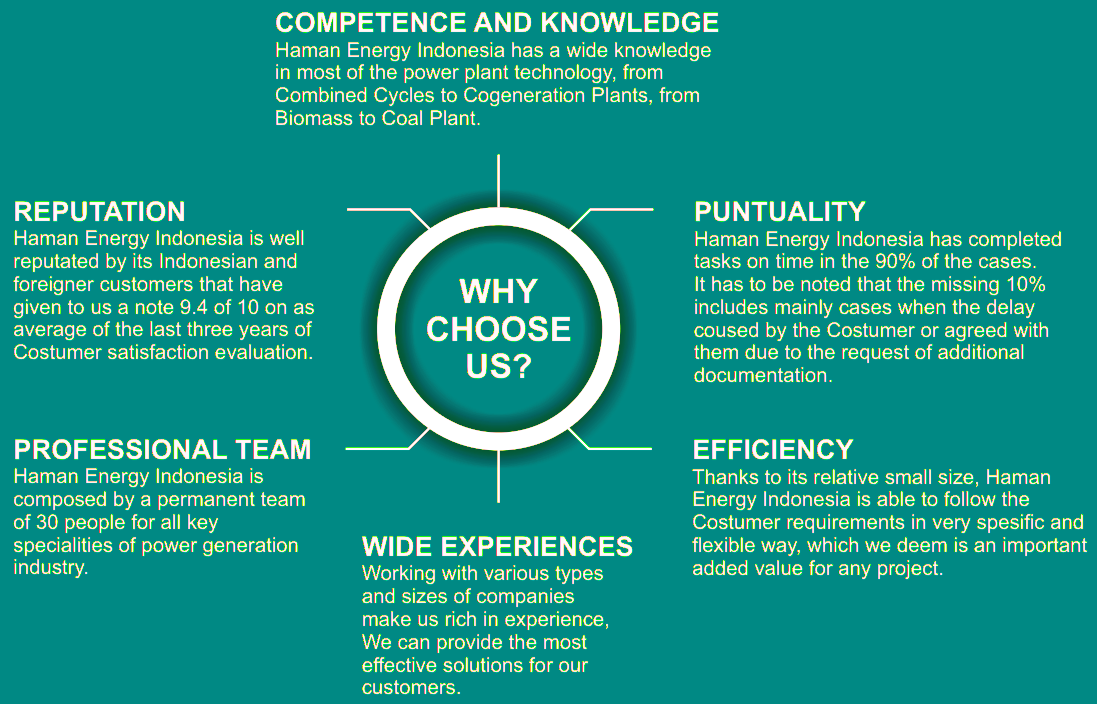 COMPETENCE AND KNOWLEDGE
Haman Energy Indonesia has a wide knowledge
in most of the power plant technology, from
Combined Cycles to Cogeneration Plants, from
Biomass to Coal Plant.
REPUTATION
Haman Energy Indonesia is well
reputated by its Indonesian and
foreigner customers that have
given to us a note 9.4 of 10 on as
average of the last three years of
Costumer satisfaction evaluation.
PUNTUALITY
Haman Energy Indonesia has completed
tasks on time in the 90% of the cases.
It has to be noted that the missing 10%
includes mainly cases when the delay
coused by the Costumer or agreed with
them due to the request of additional
documentation.
WHY
CHOOSE
US?
PROFESSIONAL TEAM
Haman Energy Indonesia is
composed by a permanent team
of 30 people for all key
specialities of power generation
industry.
EFFICIENCY
Thanks to its relative small size, Haman
Energy Indonesia is able to follow the
Costumer requirements in very spesific and
flexible way, which we deem is an important
added value for any project.
WIDE EXPERIENCES
Working with various types
and sizes of companies
make us rich in experience,
We can provide the most
effective solutions for our
customers.